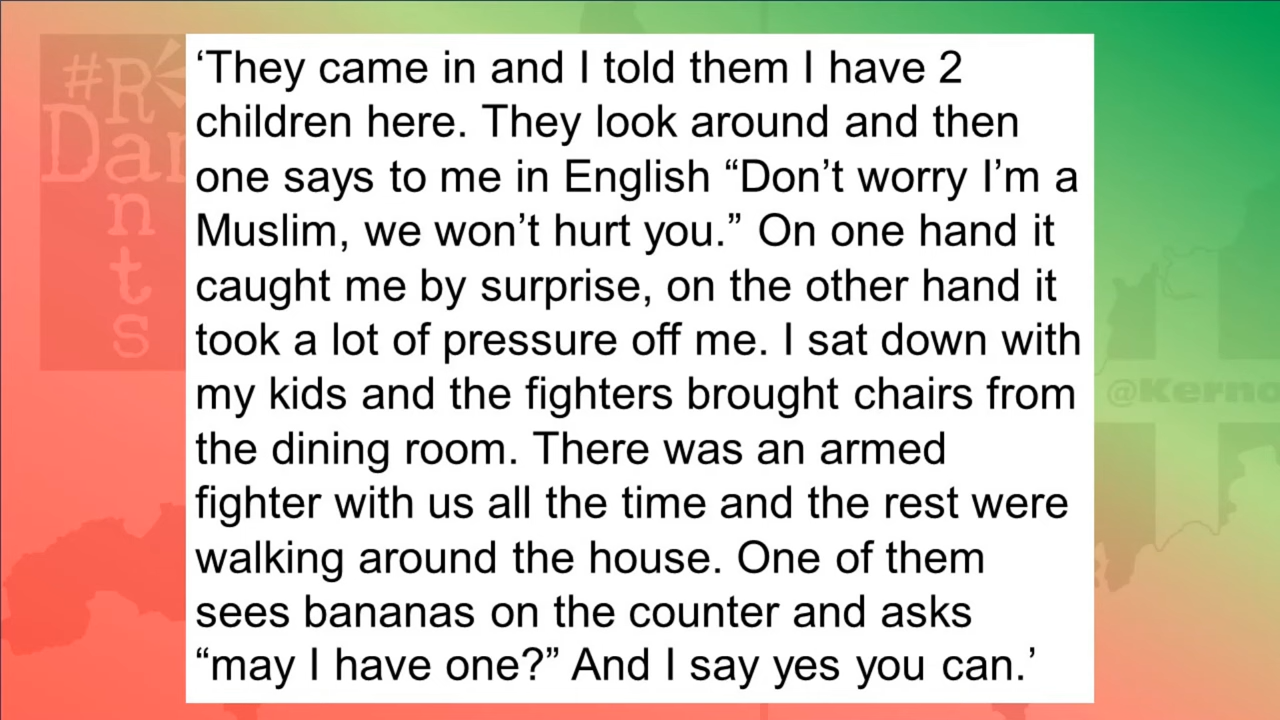 #R
Dar
n
t
s
‘They came in and I told them I have 2
children here. They look around and then
one says to me in English “Don’t worry I’m a
Muslim, we won’t hurt you.” On one hand it
caught me by surprise, on the other hand it
took a lot of pressure off me. I sat down with
my kids and the fighters brought chairs from
the dining room. There was an armed
fighter with us all the time and the rest were
walking around the house. One of them
sees bananas on the counter and asks
“may I have one?” And I say yes you can.’
@Kerno